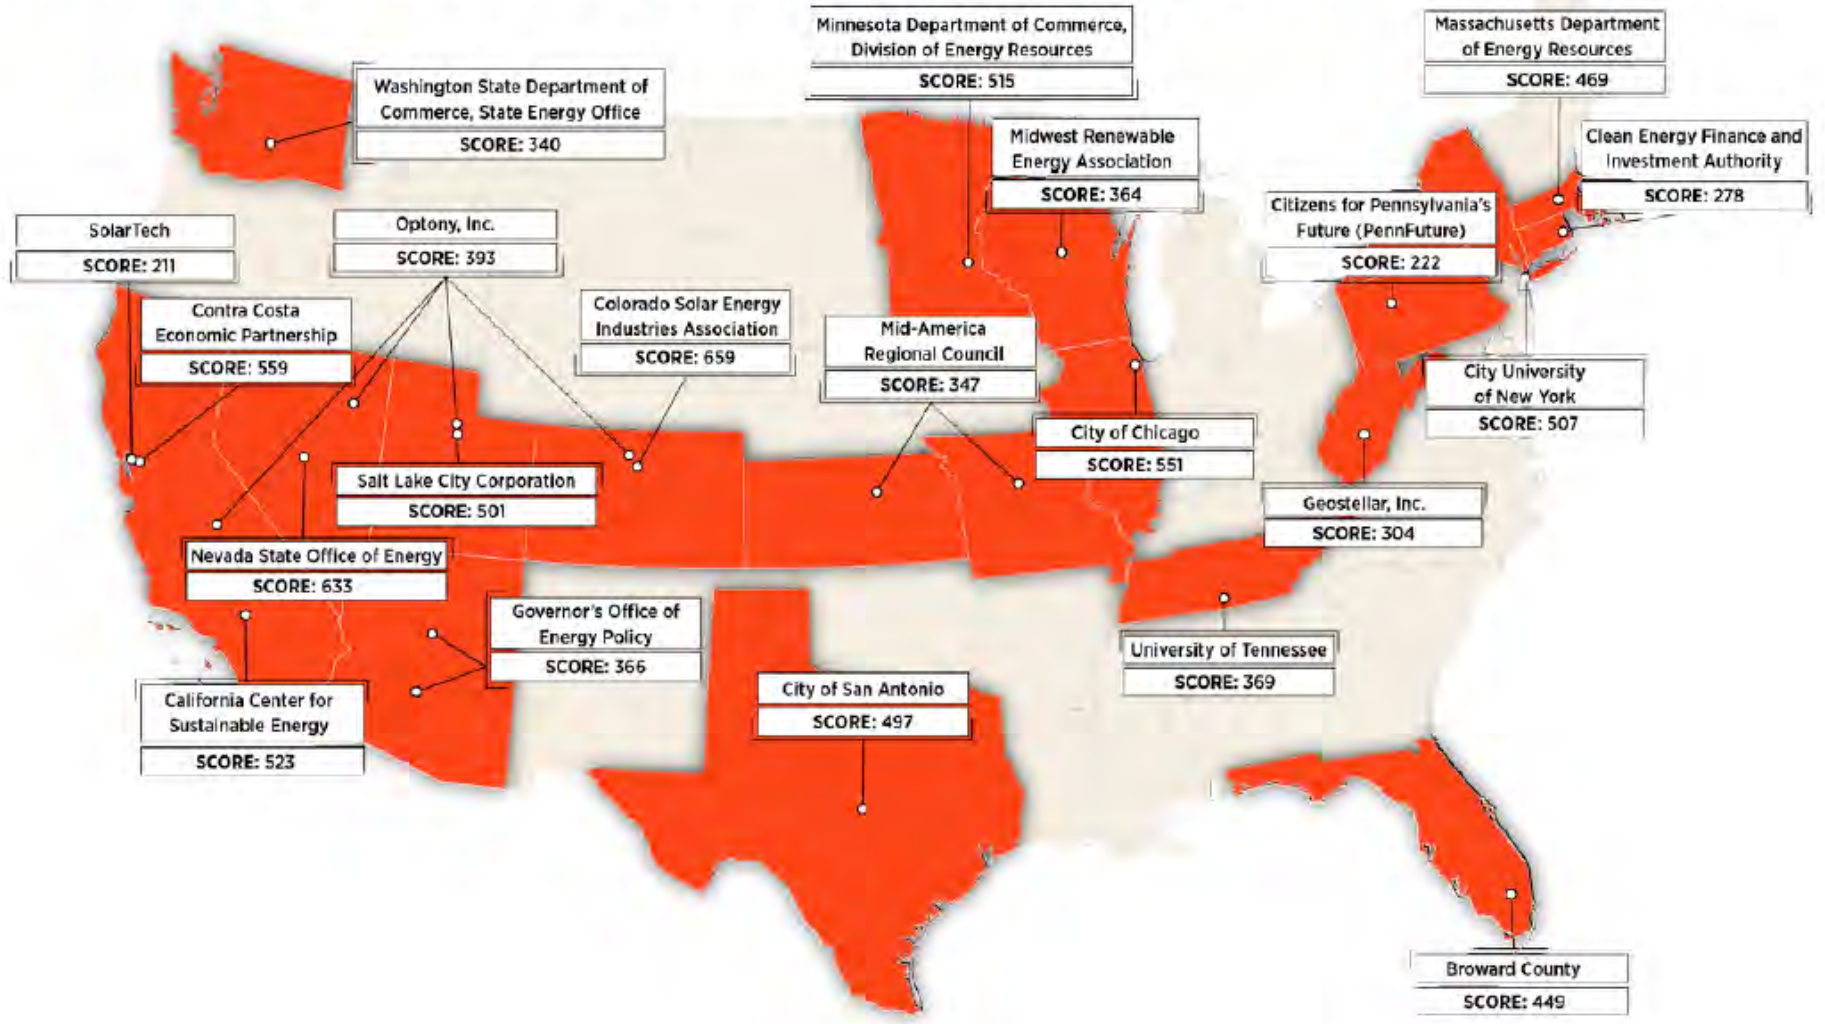 Minnesota Department of Commerce,
Division of Energy Resources
SCORE: 515
Massachusetts Department
of Energy Resources
SCORE: 469
Washington State Department of
Commerce, State Energy Office
SCORE: 340
Midwest Renewable
Energy Association
SCORE: 364
Clean Energy Finance and
Investment Authority
SCORE: 278
Citizens for Pennsylvania's
Future (PennFuture)
SCORE: 222
SolarTech
SCORE: 211
Optony, Inc.
SCORE: 393
Contra Costa
Economic Partnership
SCORE: 559
Colorado Solar Energy
Industries Association
SCORE: 659
Mid-America
Regional Council
SCORE: 347
City University
of New York
SCORE: 507
City of Chicago
SCORE: 551
Salt Lake City Corporation
SCORE: 501
Geostellar, Inc.
SCORE: 304
Nevada State Office of Energy
SCORE: 633
Governor's Office of
Energy Policy
SCORE: 366
University of Tennessee
SCORE: 369
City of San Antonio
SCORE: 497
California Center for
Sustainable Energy
SCORE: 523
Broward County
SCORE: 449